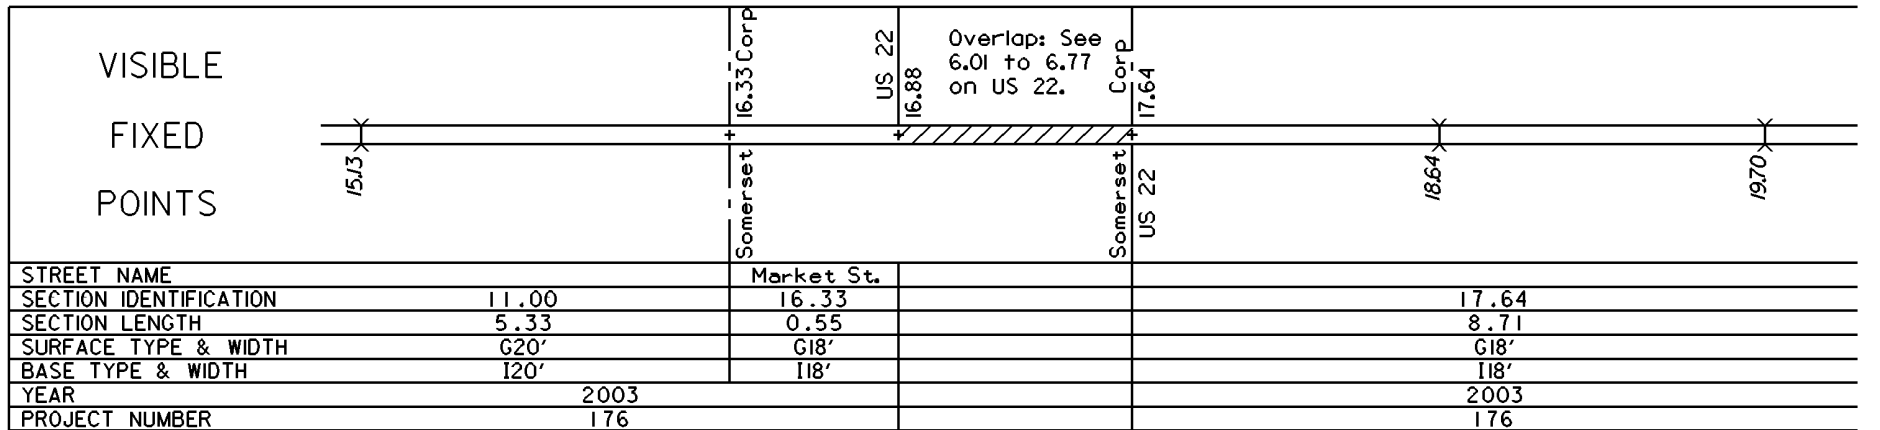 VISIBLE
FIXED
POINTS
15.13
16.33 Corp
Somerset
US 22
16.88
Overlap: See
6.01 to 6.77
on US 22.
Corp
17.64
Somerset
US 22
18.64
19.70
STREET NAME Market St.
SECTION IDENTIFICATION 11.00 16.33 17.64
SECTION LENGTH 5.33 0.55 8.71
SURFACE TYPE & WIDTH G20' G18' G18'
BASE TYPE & WIDTH I20' I18' I18'
YEAR 2003 2003
PROJECT NUMBER 176 176